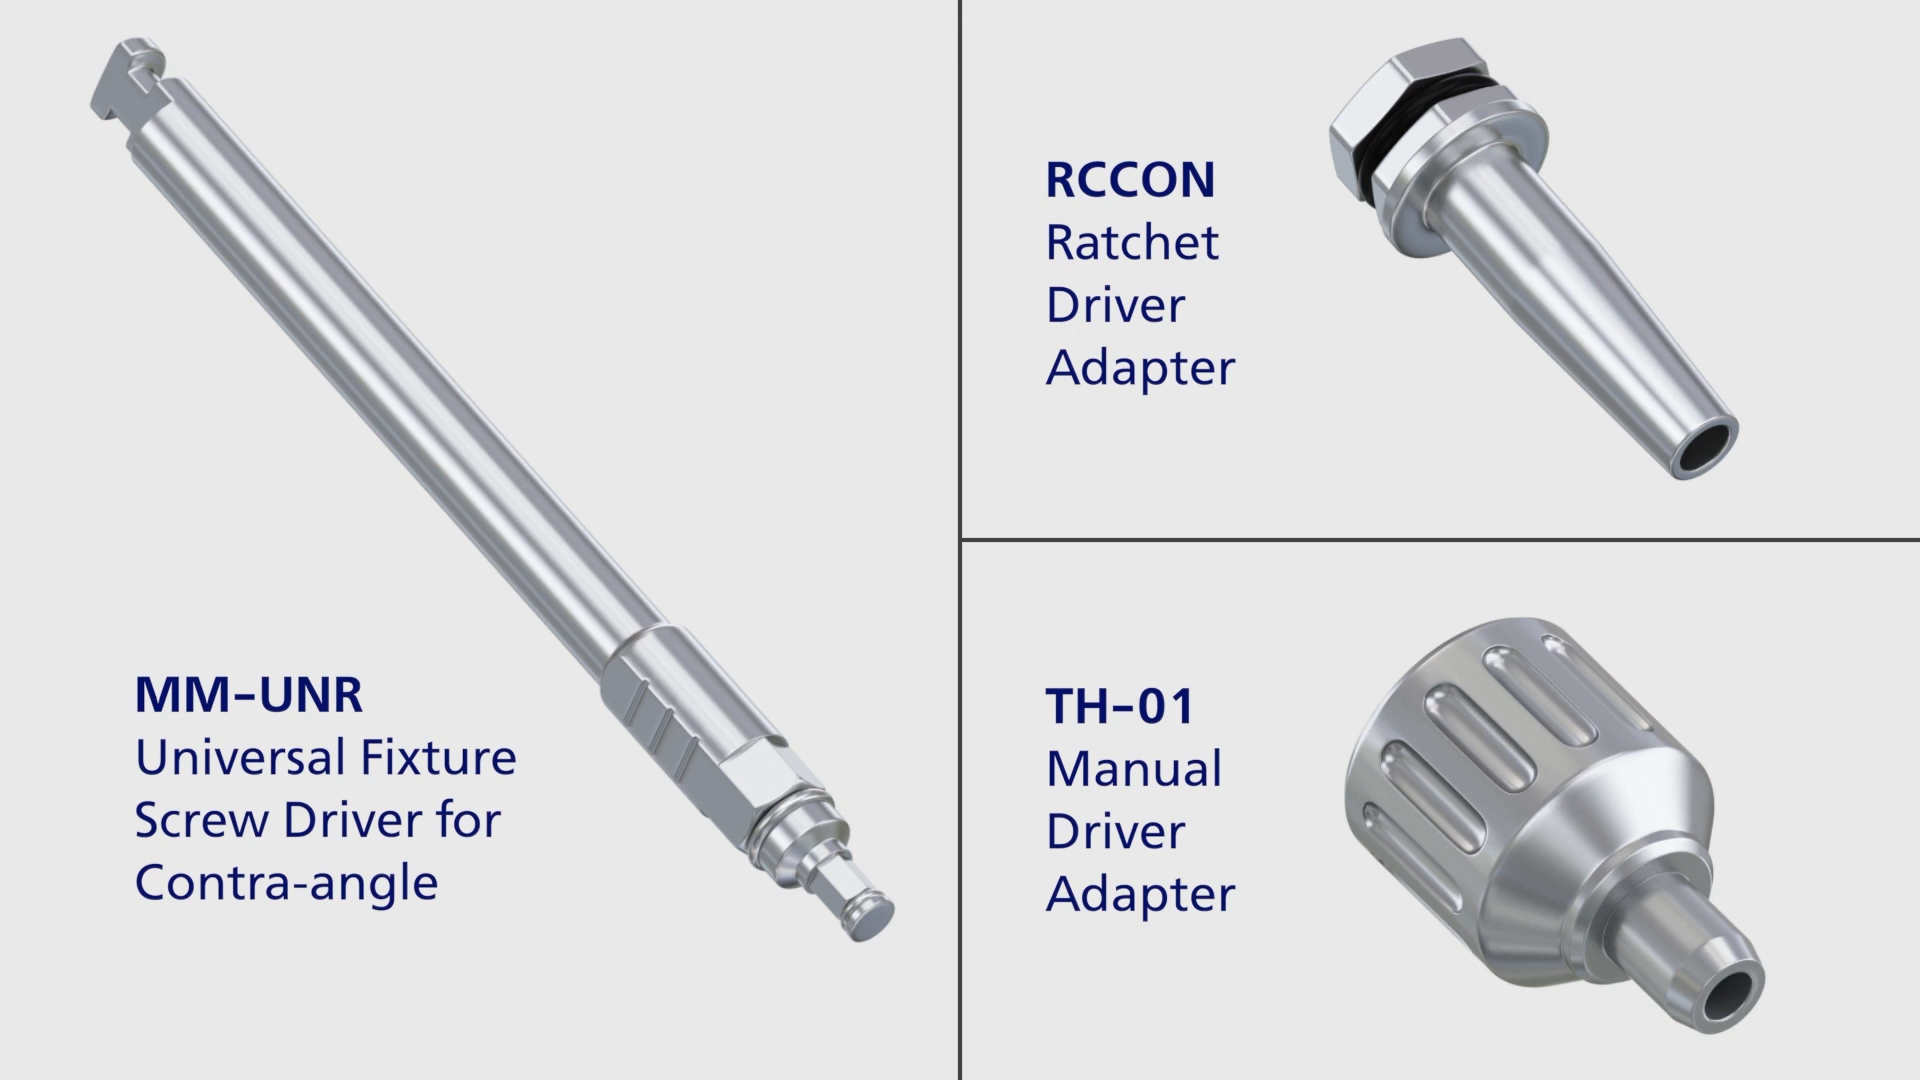 MM–UNR
Universal Fixture
Screw Driver for
Contra-angle
RCCON
Ratchet
Driver
Adapter
TH–01
Manual
Driver
Adapter